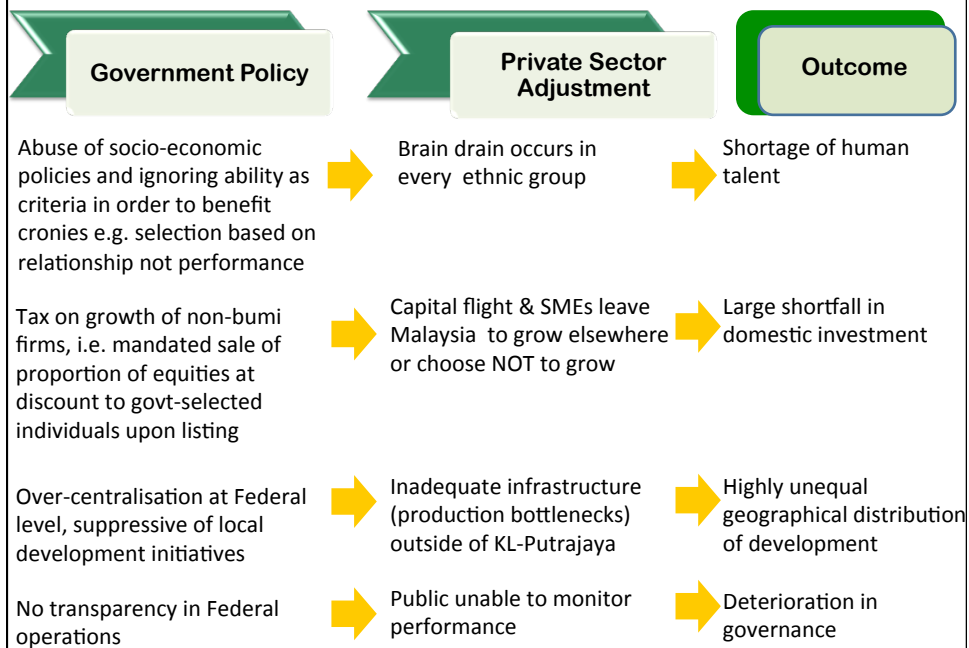 Government Policy
Private Sector
Adjustment
Outcome
Abuse of socio-economic
policies and ignoring ability as
criteria in order to benefit
cronies e.g. selection based on
relationship not performance
Brain drain occurs in
every ethnic group
Shortage of human
talent
Tax on growth of non-bumi
firms, i.e. mandated sale of
proportion of equities at
discount to govt-selected
individuals upon listing
Capital flight & SMEs leave
Malaysia to grow elsewhere
or choose NOT to grow
Large shortfall in
domestic investment
Over-centralisation at Federal
level, suppressive of local
development initiatives
Inadequate infrastructure
(production bottlenecks)
outside of KL-Putrajaya
Highly unequal
geographical distribution
of development
No transparency in Federal
operations
Public unable to monitor
performance
Deterioration in
governance